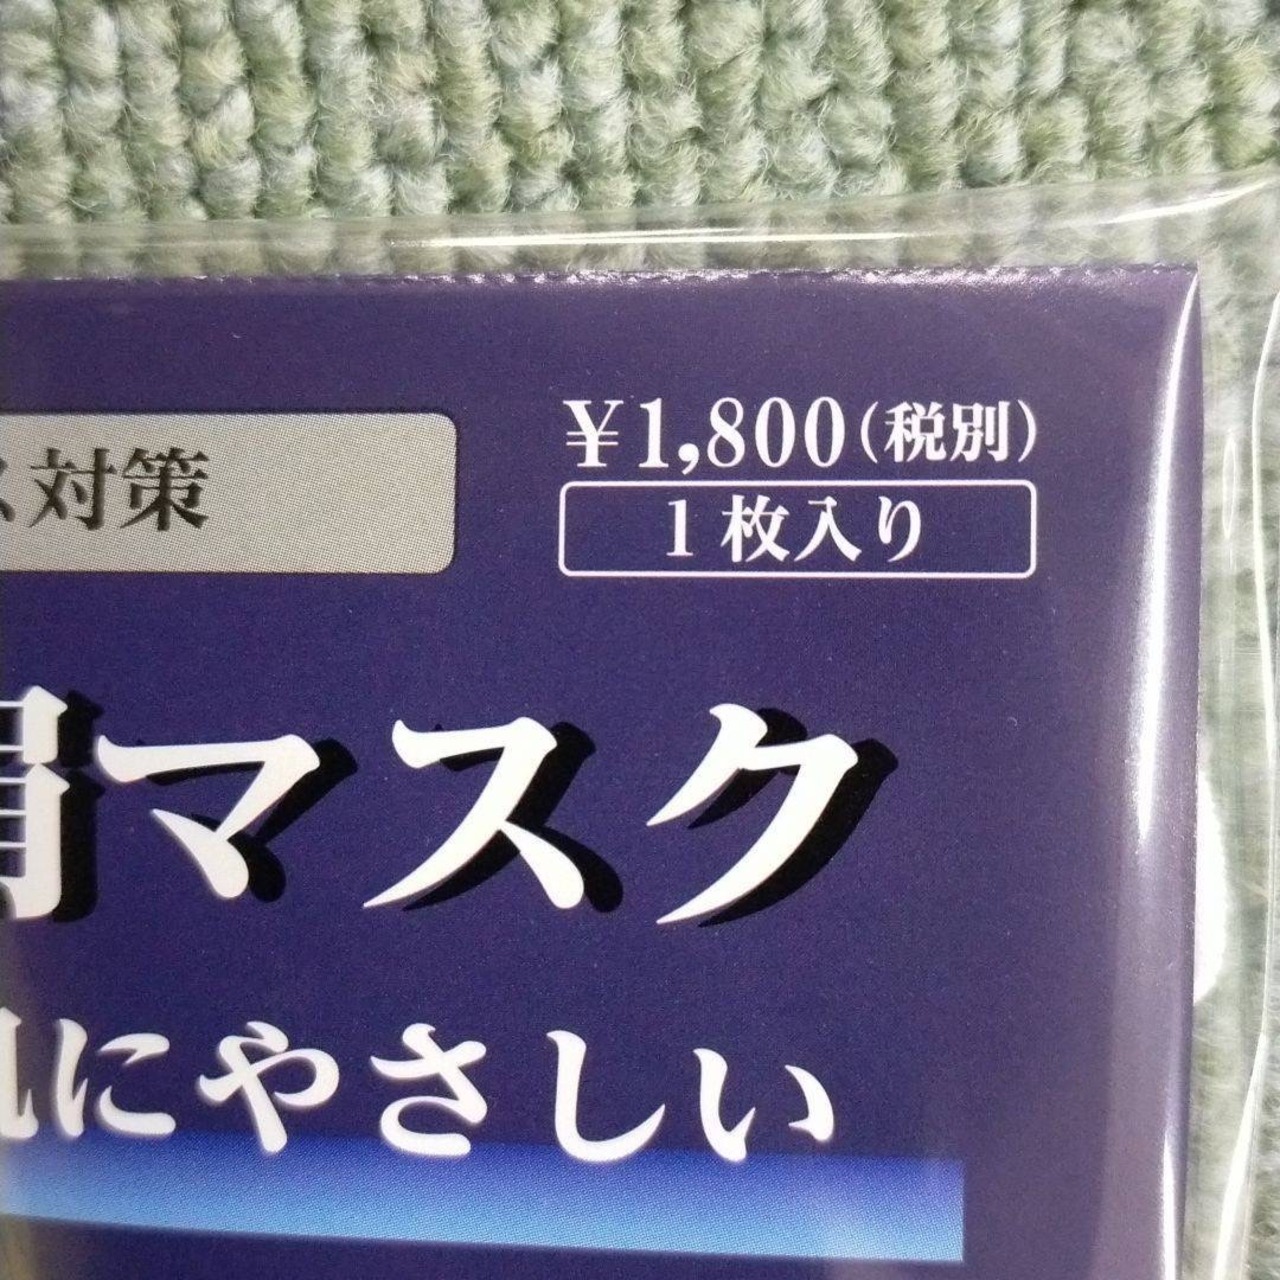 ¥1,800(税別)
対策
1枚入り
マスク
にやさしい